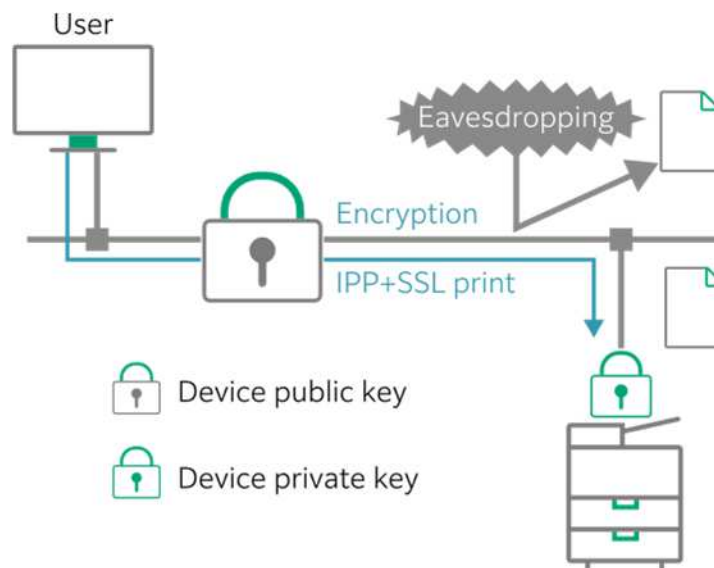 User
Eavesdropping
Encryption
IPP+SSL print
Device public key
Device private key